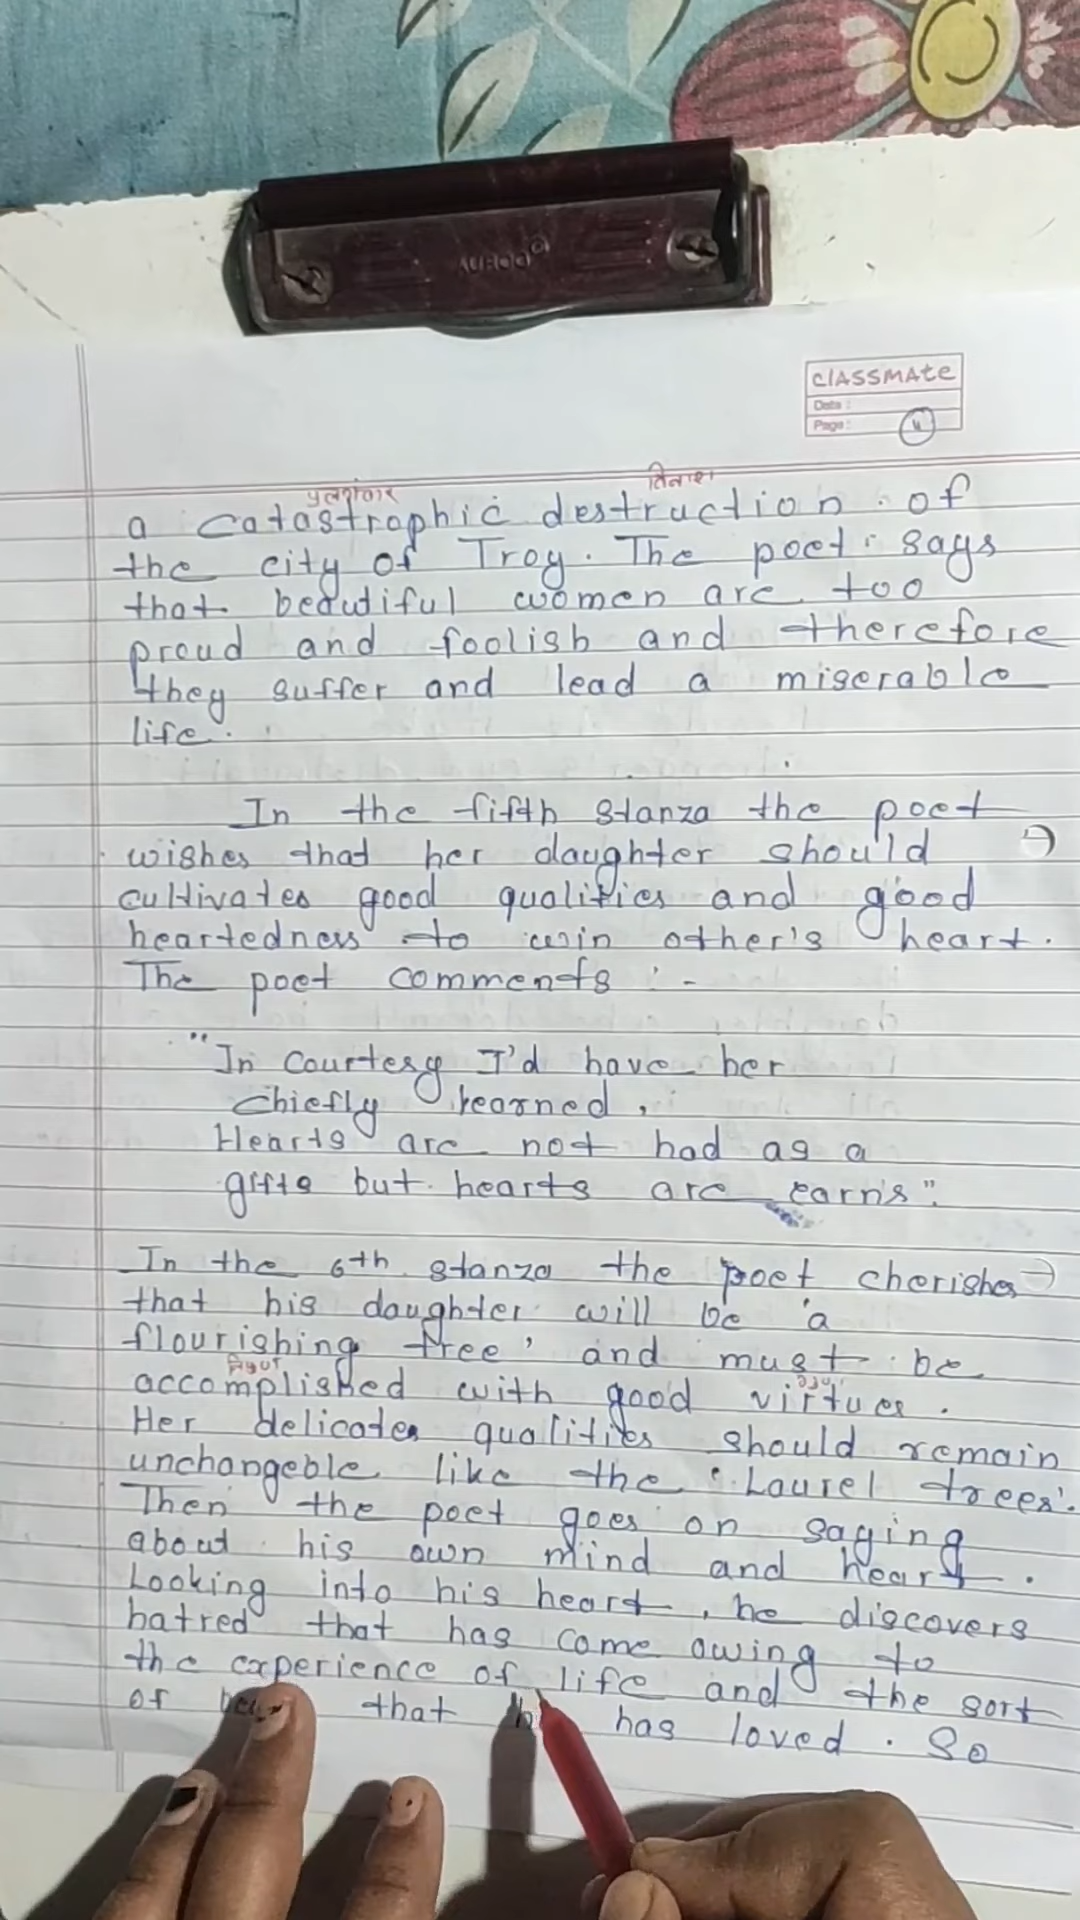 AUROO
classmate
Date :
Page :
4
प्रलयंकार
विनाश
a catastrophic destruction of
the city of Troy. The poet says
that beautiful women are too
proud and foolish and therefore
they suffer and lead a miserable
life.
In the fifth stanza the poet
wishes that her daughter should
cultivates good qualities and good
heartedness to win other's heart.
The poet comments :-
"In courtesy I'd have her
chiefly learned,
Hearts are not had as a
gifts but hearts are earns".
In the 6th stanza the poet cherishes
that his daughter will be 'a
flourishing tree' and must be
निपुण
accomplished with good virtues.
Her delicates qualities should remain
unchangeble like the 'Laurel trees'.
Then the poet goes on saying
about his own mind and heart.
Looking into his heart, he discovers
hatred that has come owing to
the experience of life and the sort
of that has loved. So